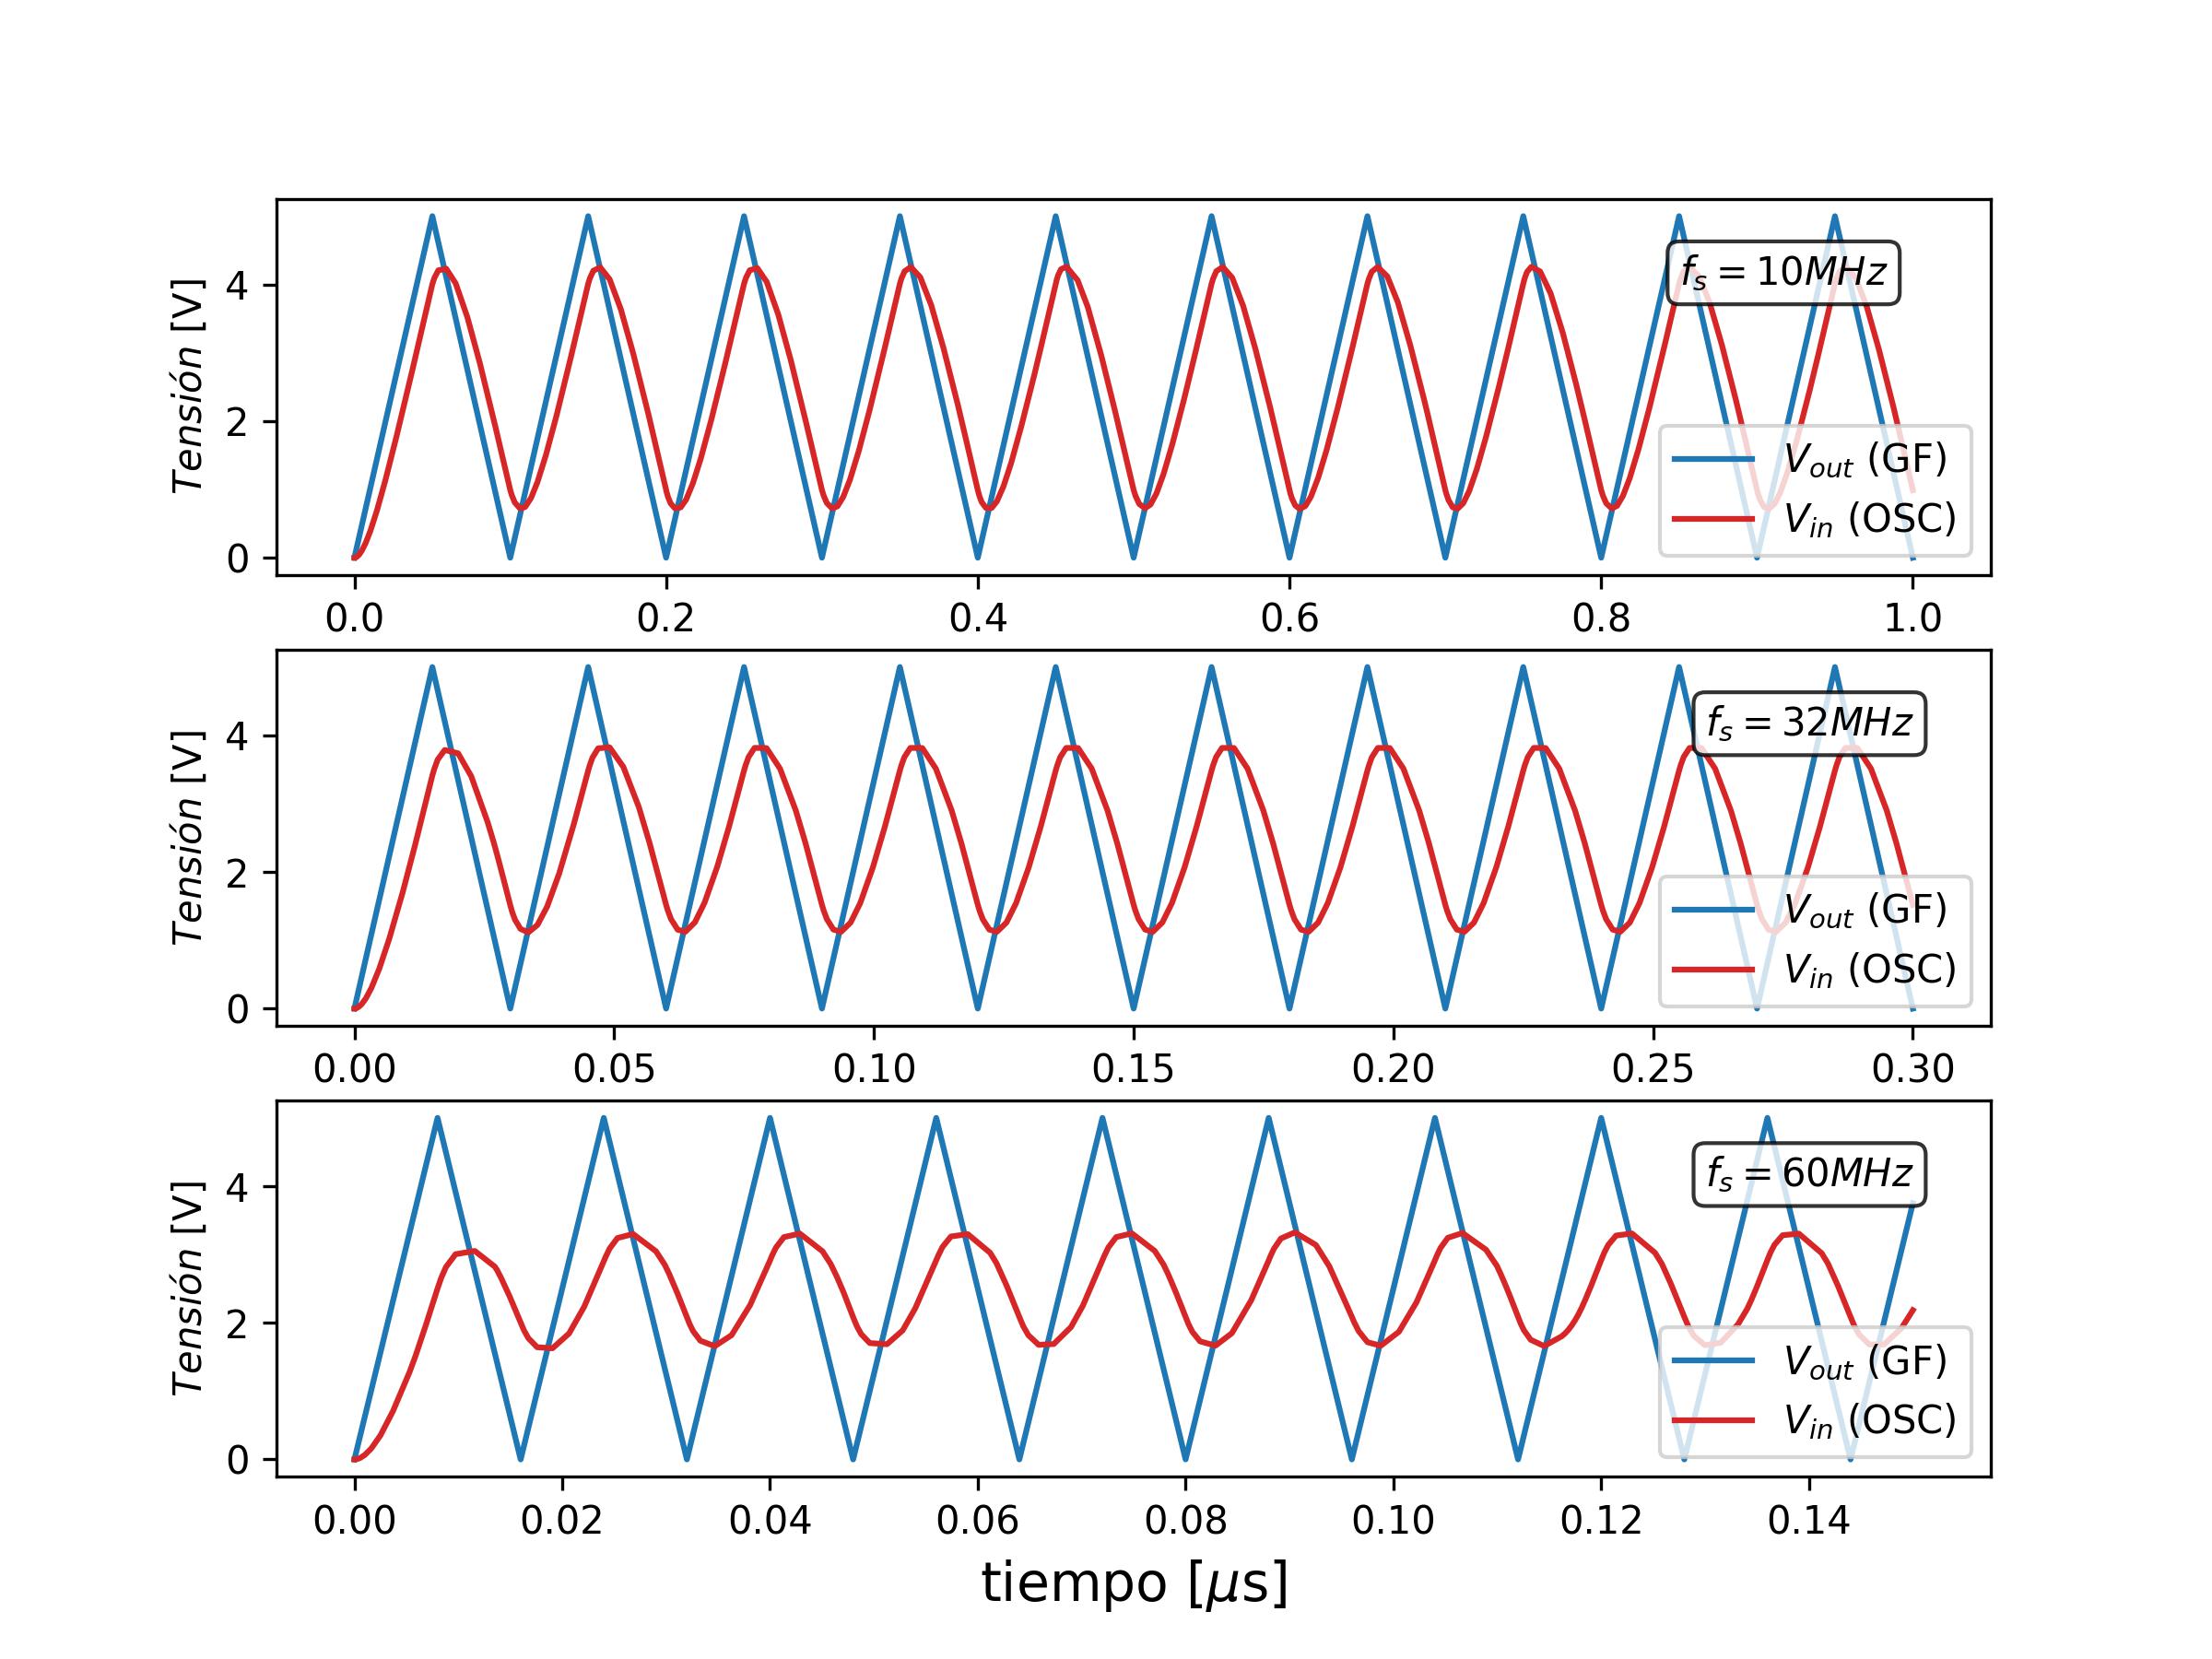 Tensión [V]
4
2
0
f_s = 10MHz
V_out (GF)
V_in (OSC)
0.0 0.2 0.4 0.6 0.8 1.0
Tensión [V]
4
2
0
f_s = 32MHz
V_out (GF)
V_in (OSC)
0.00 0.05 0.10 0.15 0.20 0.25 0.30
Tensión [V]
4
2
0
f_s = 60MHz
V_out (GF)
V_in (OSC)
0.00 0.02 0.04 0.06 0.08 0.10 0.12 0.14
tiempo [μs]